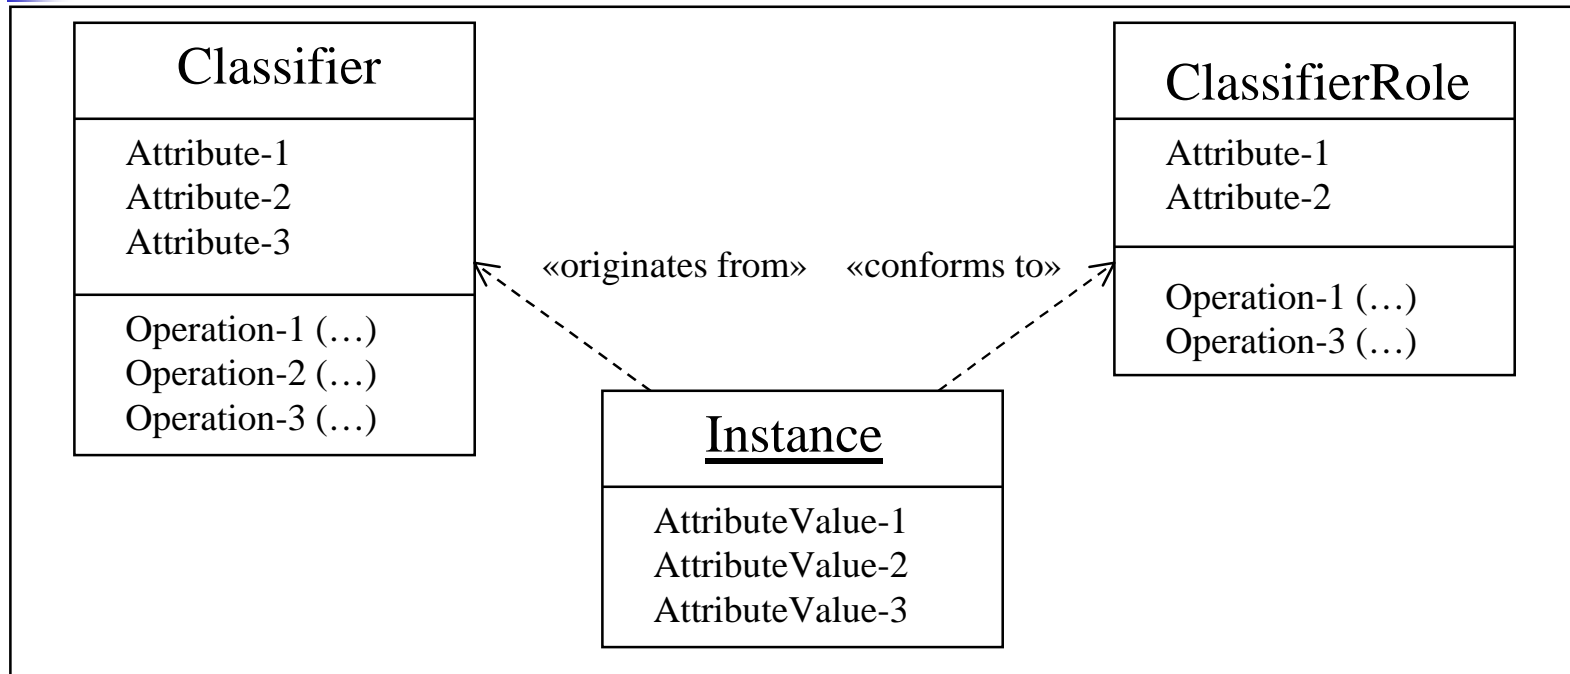 Classifier
Attribute-1
Attribute-2
Attribute-3
Operation-1 (…)
Operation-2 (…)
Operation-3 (…)
«originates from»
«conforms to»
ClassifierRole
Attribute-1
Attribute-2
Operation-1 (…)
Operation-3 (…)
Instance
AttributeValue-1
AttributeValue-2
AttributeValue-3